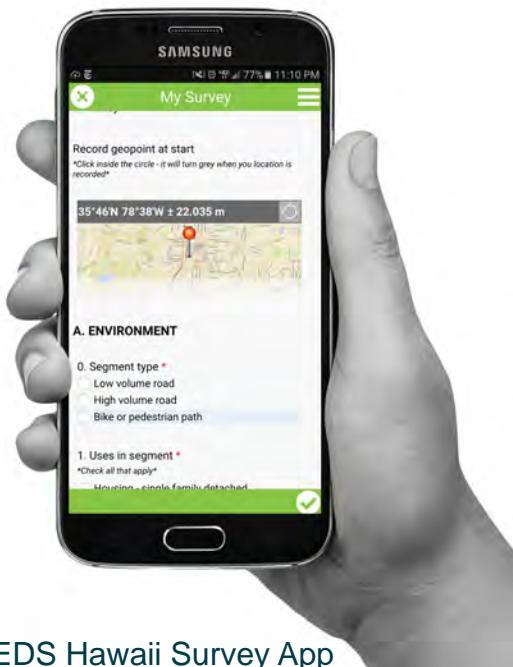 SAMSUNG
77% 11:10 PM
My Survey
Record geopoint at start
*Click inside the circle - it will turn grey when you location is
recorded*
35°46'N 78°38'W ± 22.035 m
A. ENVIRONMENT
0. Segment type *
Low volume road
High volume road
Bike or pedestrian path
1. Uses in segment *
*Check all that apply*
Housing - single family detached
EDS Hawaii Survey App